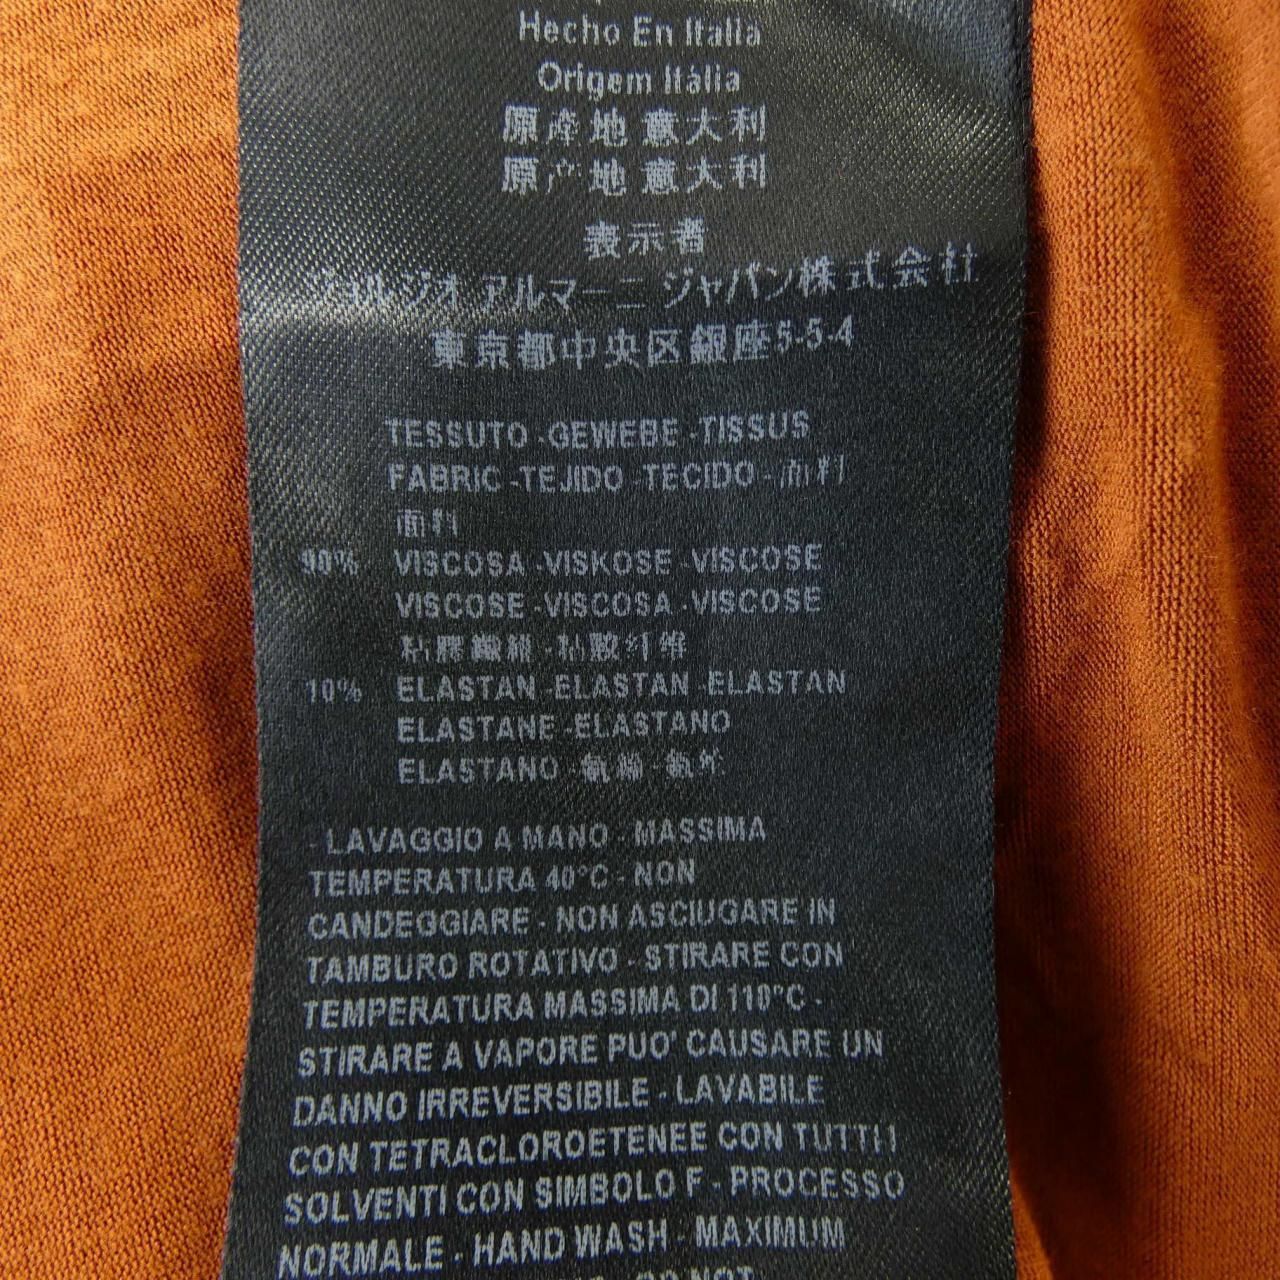 Hecho En Italia
Origem Itália
原產地意大利
原产地意大利
表示者
ジョルジオ アルマーニ ジャパン株式会社
東京都中央区銀座5-5-4
TESSUTO -GEWEBE -TISSUS
FABRIC -TEJIDO -TECIDO - 面料
面料
90% VISCOSA -VISKOSE -VISCOSE
VISCOSE -VISCOSA -VISCOSE
粘膠纖維 - 粘胶纤维
10% ELASTAN -ELASTAN -ELASTAN
ELASTANE -ELASTANO
ELASTANO
- LAVAGGIO A MANO - MASSIMA
TEMPERATURA 40°C - NON
CANDEGGIARE - NON ASCIUGARE IN
TAMBURO ROTATIVO - STIRARE CON
TEMPERATURA MASSIMA DI 110°C -
STIRARE A VAPORE PUO' CAUSARE UN
DANNO IRREVERSIBILE - LAVABILE
CON TETRACLOROETENEE CON TUTTI I
SOLVENTI CON SIMBOLO F - PROCESSO
NORMALE - HAND WASH - MAXIMUM
DO NOT